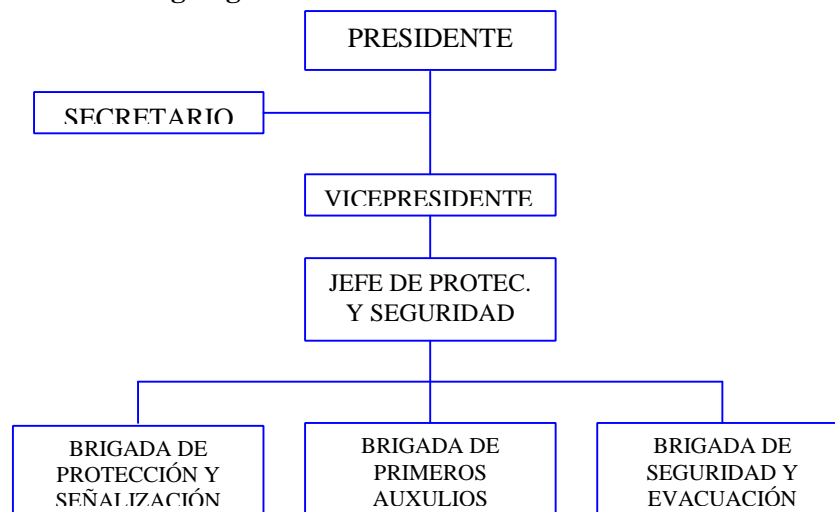 PRESIDENTE
SECRETARIO
VICEPRESIDENTE
JEFE DE PROTEC.
Y SEGURIDAD
BRIGADA DE
PROTECCIÓN Y
SEÑALIZACIÓN
BRIGADA DE
PRIMEROS
AUXULIOS
BRIGADA DE
SEGURIDAD Y
EVACUACIÓN